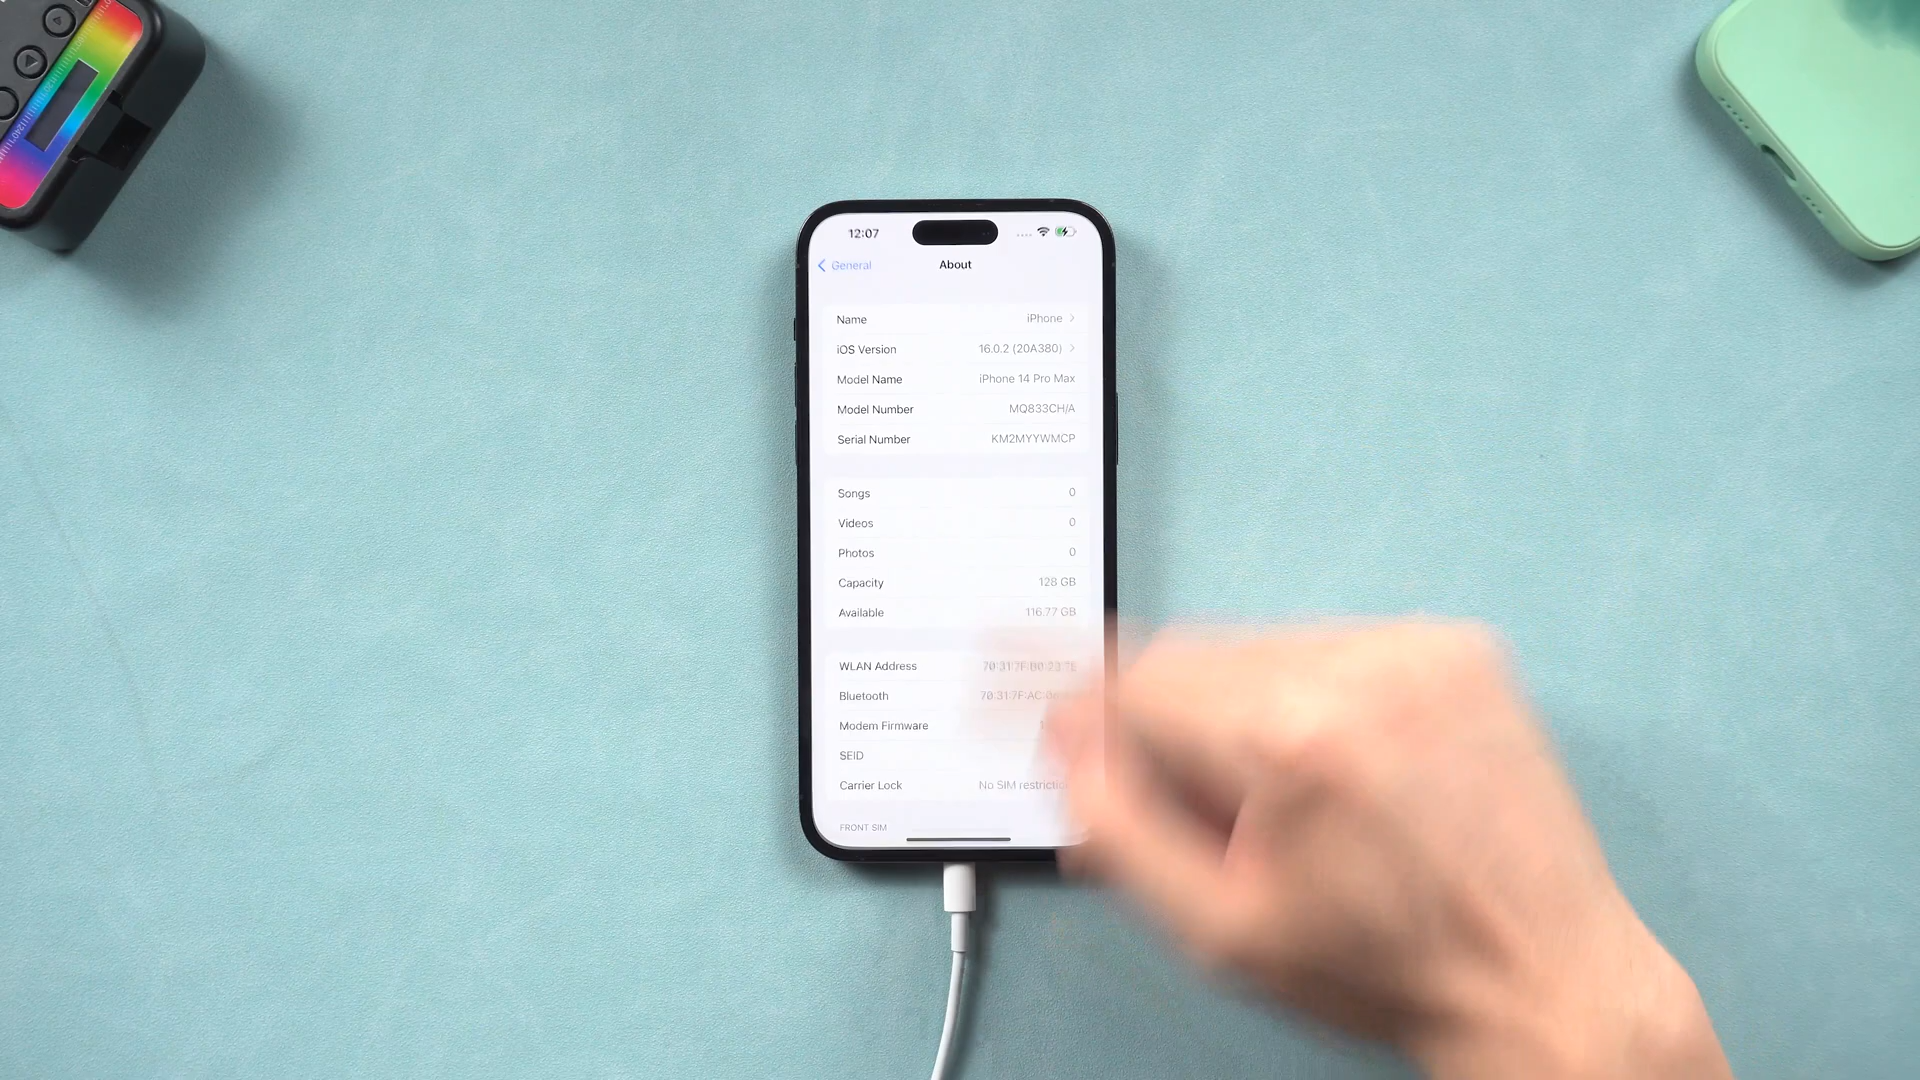 12:07
General
About
Name iPhone
iOS Version 16.0.2 (20A380)
Model Name iPhone 14 Pro Max
Model Number MQ833CH/A
Serial Number KM2MYYWMCP
Songs 0
Videos 0
Photos 0
Capacity 128 GB
Available 116.77 GB
WLAN Address
Bluetooth
Modem Firmware
SEID
Carrier Lock No SIM
FRONT SIM